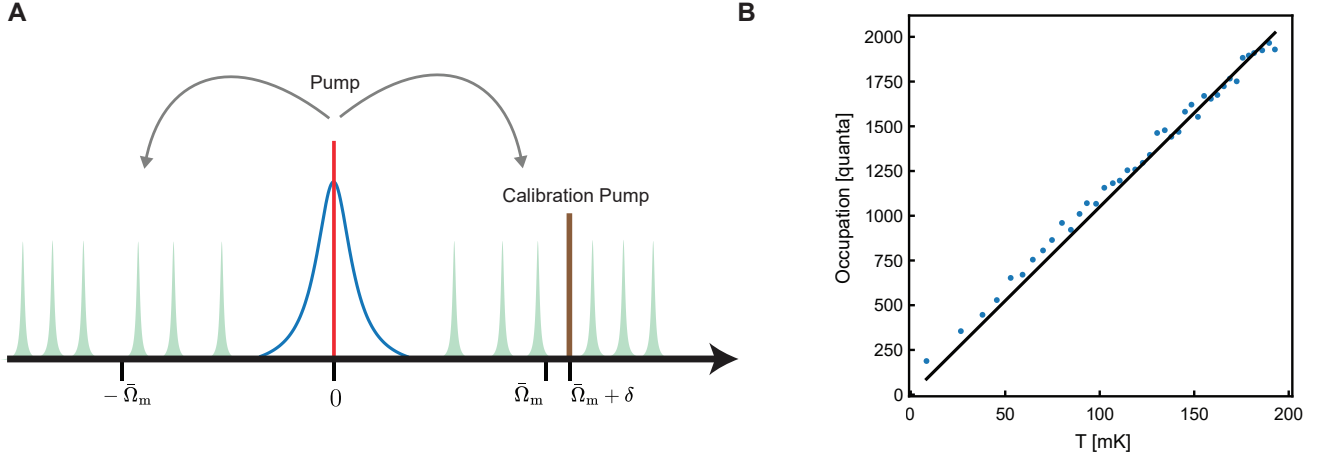 A
Pump
Calibration Pump
− Ω̄m
0
Ω̄m
Ω̄m + δ
B
Occupation [quanta]
2000
1750
1500
1250
1000
750
500
250
0
0
50
100
150
200
T [mK]